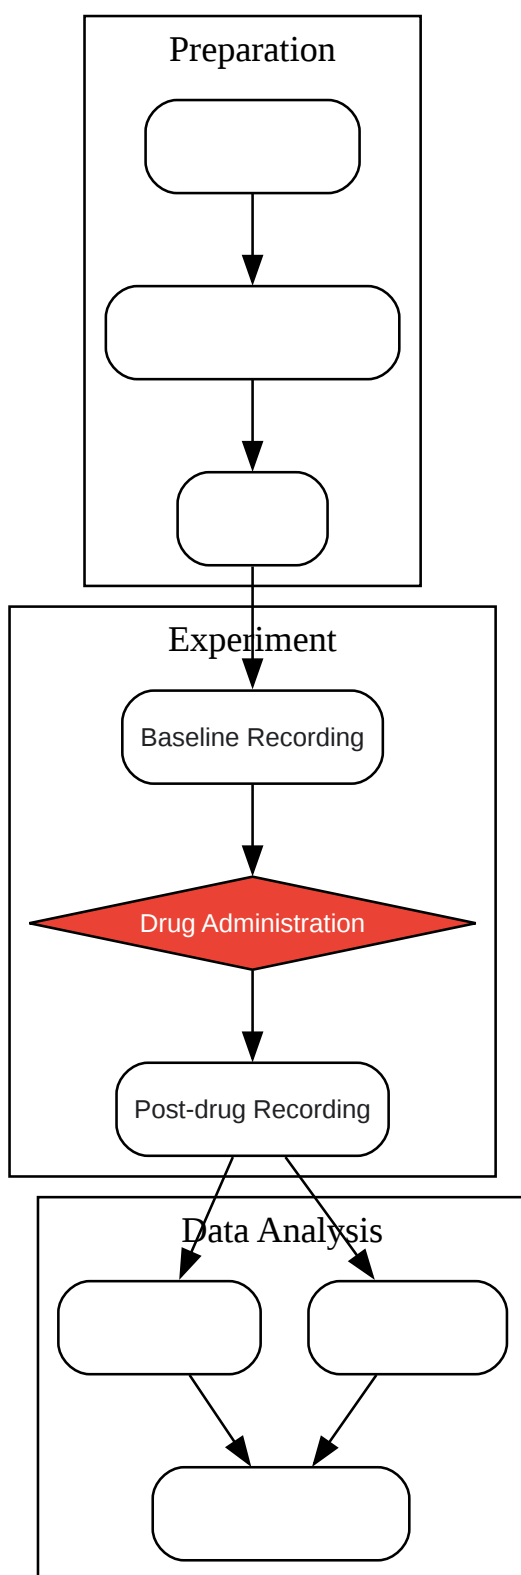 Preparation
Experiment
Baseline Recording
Drug Administration
Post-drug Recording
Data Analysis